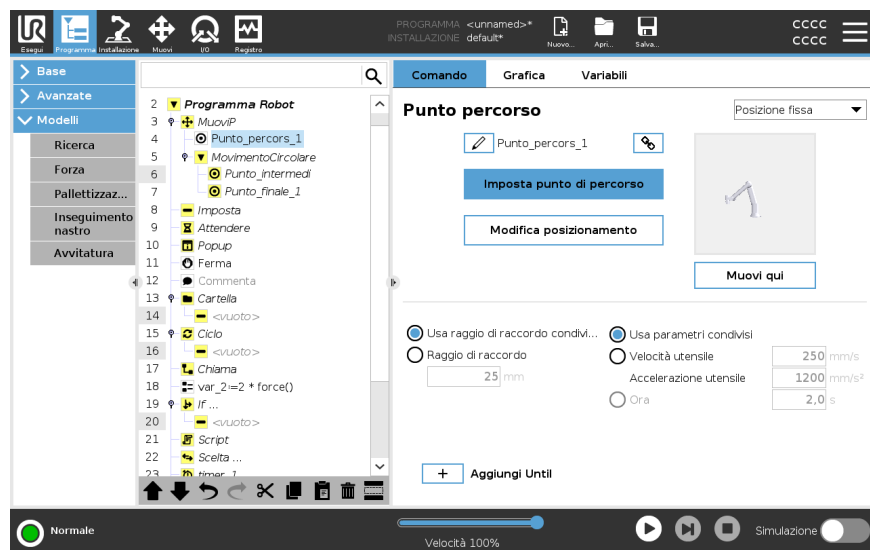 PROGRAMMA <unnamed>*
INSTALLAZIONE default*
Esegui
Programma
Installazione
Muovi
I/O
Registro
Nuovo...
Apri...
Salva...
CCCC
CCCC
Base
Avanzate
Modelli
Ricerca
Forza
Pallettizzaz...
Inseguimento
nastro
Avvitatura
2 Programma Robot
3 MuoviP
4 Punto_percors_1
5 MovimentoCircolare
6 Punto_intermedi
7 Punto_finale_1
8 Imposta
9 Attendere
10 Popup
11 Ferma
12 Commenta
13 Cartella
14 <vuoto>
15 Ciclo
16 <vuoto>
17 Chiama
18 var_2≔2 * force()
19 If ...
20 <vuoto>
21 Script
22 Scelta ...
23 timer_1
Comando Grafica Variabili
Punto percorso
Posizione fissa
Punto_percors_1
Imposta punto di percorso
Modifica posizionamento
Muovi qui
Usa raggio di raccordo condivi...
Raggio di raccordo
25 mm
Usa parametri condivisi
Velocità utensile 250 mm/s
Accelerazione utensile 1200 mm/s²
Ora 2,0 s
+ Aggiungi Until
Normale
Velocità 100%
Simulazione